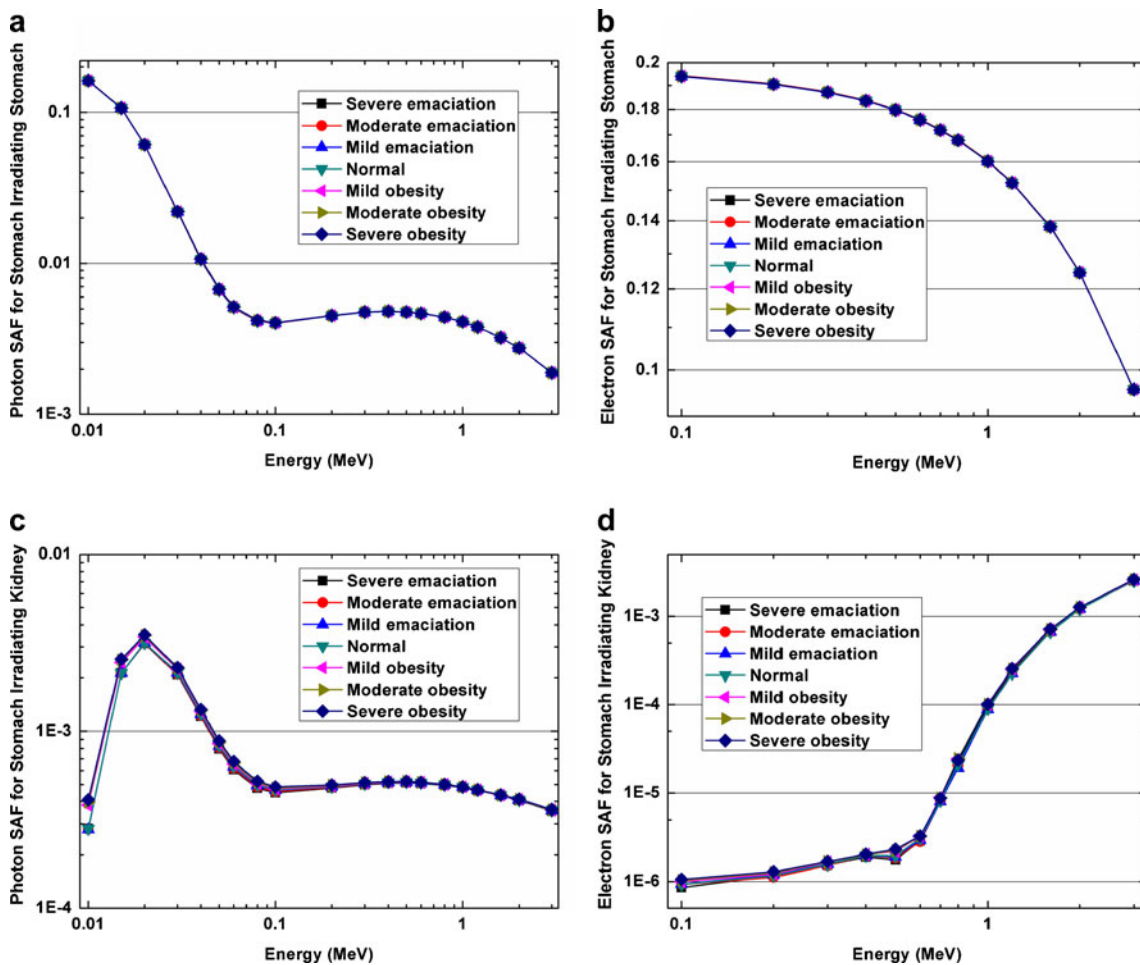 a
Photon SAF for Stomach Irradiating Stomach
0.1
0.01
1E-3
0.01
0.1
1
Energy (MeV)
Severe emaciation
Moderate emaciation
Mild emaciation
Normal
Mild obesity
Moderate obesity
Severe obesity
b
Electron SAF for Stomach Irradiating Stomach
0.2
0.18
0.16
0.14
0.12
0.1
0.1
1
Energy (MeV)
Severe emaciation
Moderate emaciation
Mild emaciation
Normal
Mild obesity
Moderate obesity
Severe obesity
c
Photon SAF for Stomach Irradiating Kidney
0.01
1E-3
1E-4
0.01
0.1
1
Energy (MeV)
Severe emaciation
Moderate emaciation
Mild emaciation
Normal
Mild obesity
Moderate obesity
Severe obesity
d
Electron SAF for Stomach Irradiating Kidney
1E-3
1E-4
1E-5
1E-6
0.1
1
Energy (MeV)
Severe emaciation
Moderate emaciation
Mild emaciation
Normal
Mild obesity
Moderate obesity
Severe obesity